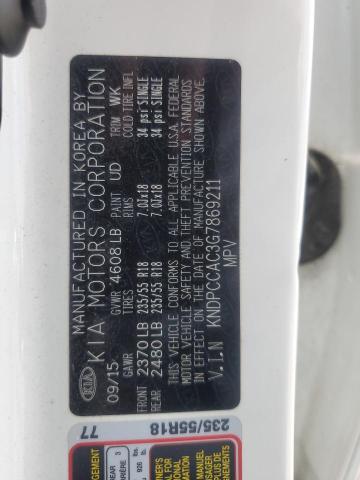 MANUFACTURED IN KOREA BY
KIA KIA MOTORS CORPORATION
09/15 GVWR 4608 LB PAINT UD TRIM WK
GAWR TIRES RIMS COLD TIRE INFL
FRONT 2370 LB 235/55 R18 7.0JX18 34 psi SINGLE
REAR 2480 LB 235/55 R18 7.0JX18 34 psi SINGLE
THIS VEHICLE CONFORMS TO ALL APPLICABLE U.S.A. FEDERAL
MOTOR VEHICLE SAFETY AND THEFT PREVENTION STANDARDS
IN EFFECT ON THE DATE OF MANUFACTURE SHOWN ABOVE.
V.I.N KNDPCCAC3G7869211
MPV
77 235/55R18